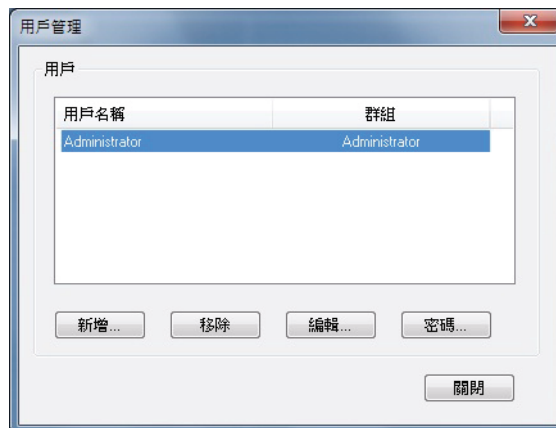 用戶管理
用戶
用戶名稱 群組
Administrator Administrator
新增... 移除 編輯... 密碼...
關閉